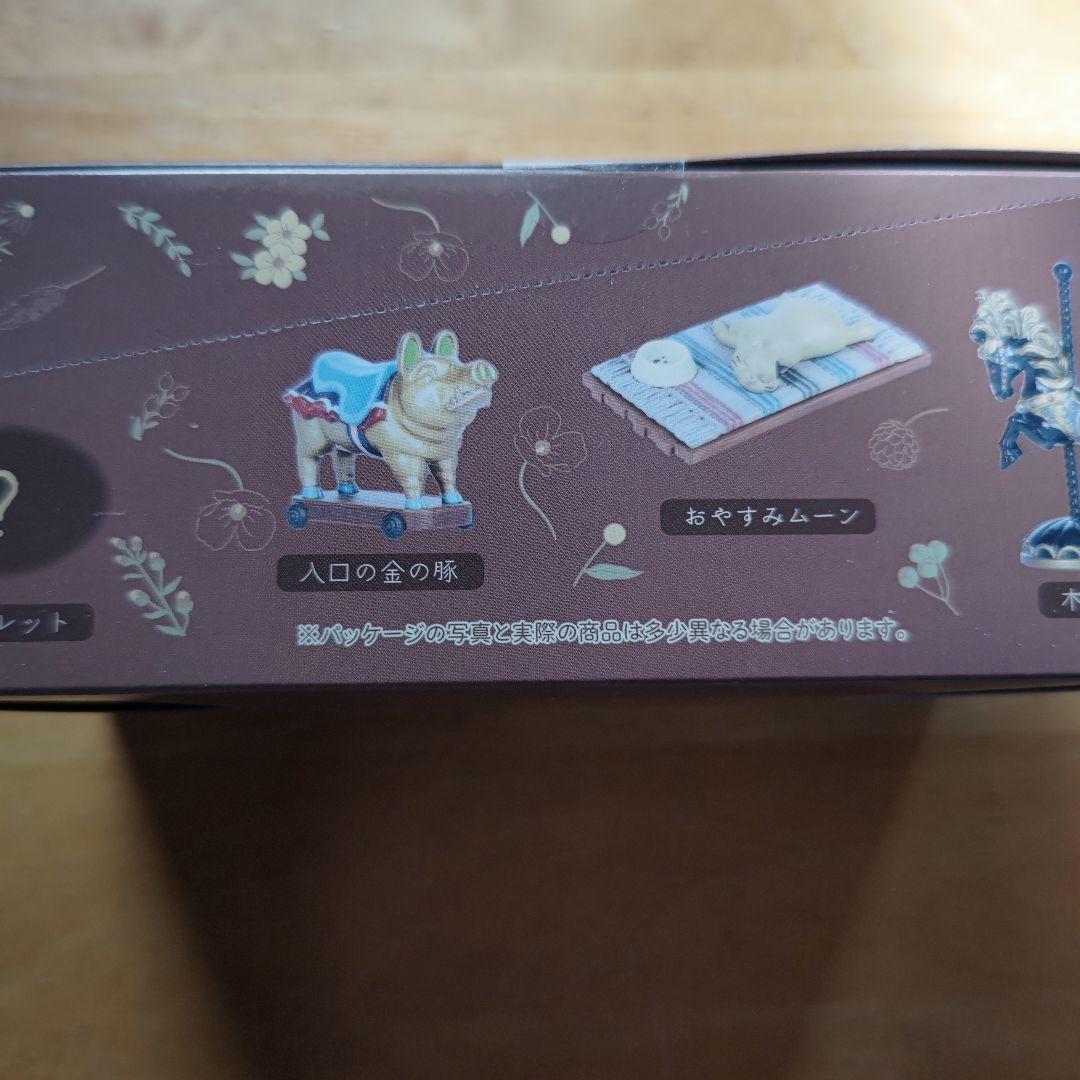 ?
レット
入口の金の豚
おやすみムーン
木
※パッケージの写真と実際の商品は多少異なる場合があります。